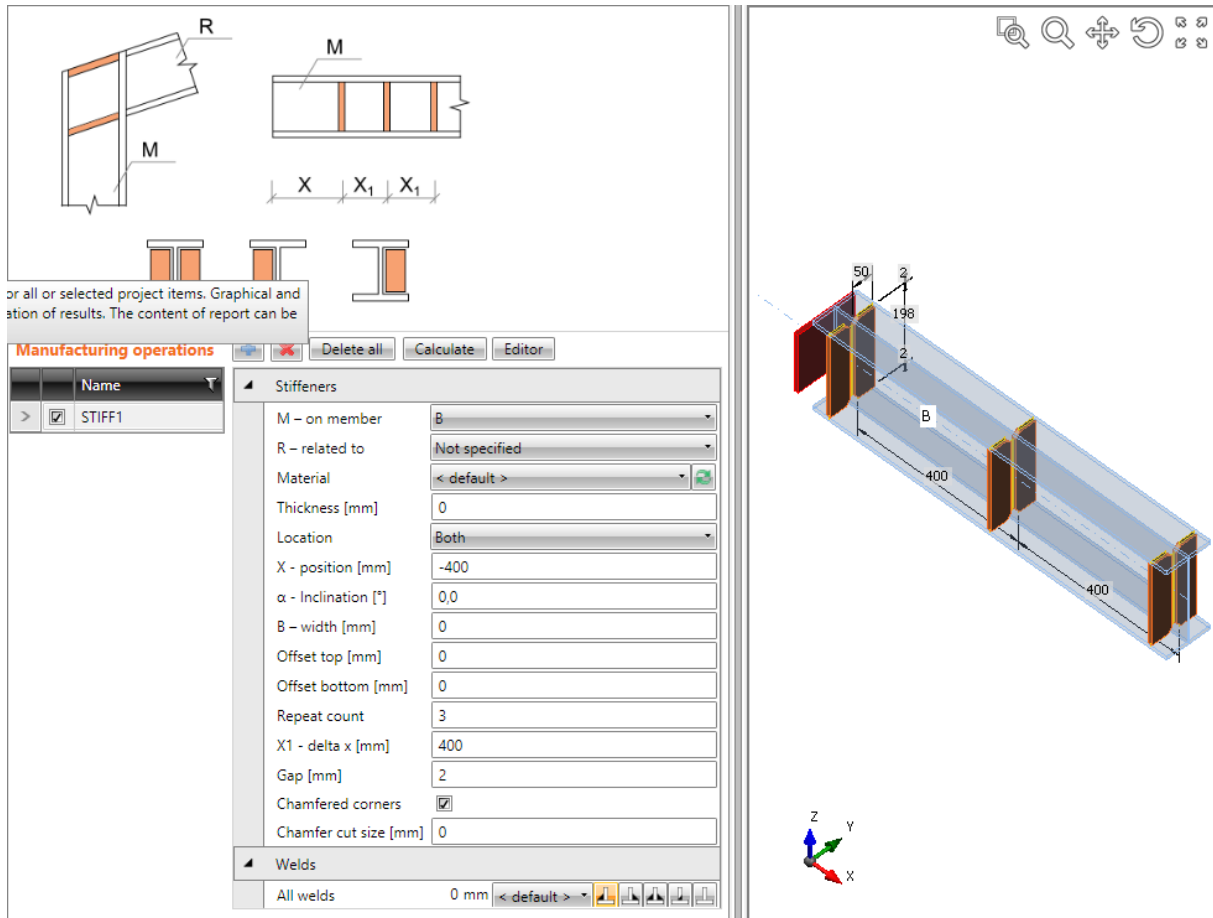 R
M
M
X X₁ X₁
or all or selected project items. Graphical and
ation of results. The content of report can be
Manufacturing operations Delete all Calculate Editor
Name
STIFF1
Stiffeners
M – on member B
R – related to Not specified
Material < default >
Thickness [mm] 0
Location Both
X - position [mm] -400
α - Inclination [°] 0,0
B – width [mm] 0
Offset top [mm] 0
Offset bottom [mm] 0
Repeat count 3
X1 - delta x [mm] 400
Gap [mm] 2
Chamfered corners
Chamfer cut size [mm] 0
Welds
All welds 0 mm < default >
50 2
198
2
1
B
400
400
Z
Y
X